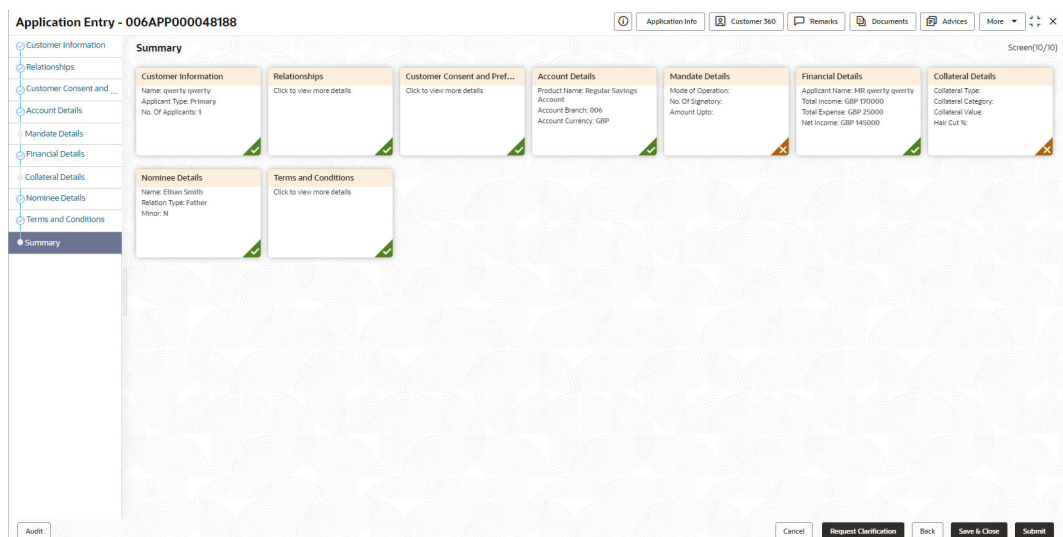 Application Entry - 006APP000048188
Application Info
Customer 360
Remarks
Documents
Advices
More
Customer Information
Relationships
Customer Consent and ...
Account Details
Mandate Details
Financial Details
Collateral Details
Nominee Details
Terms and Conditions
Summary
Summary
Screen(10/10)
Customer Information
Name: qwerty qwerty
Applicant Type: Primary
No. Of Applicants: 1
Relationships
Click to view more details
Customer Consent and Pref...
Click to view more details
Account Details
Product Name: Regular Savings
Account
Account Branch: 006
Account Currency: GBP
Mandate Details
Mode of Operation:
No. Of Signatory:
Amount Upto:
Financial Details
Applicant Name: MR qwerty qwerty
Total Income: GBP 170000
Total Expense: GBP 25000
Net Income: GBP 145000
Collateral Details
Collateral Type:
Collateral Category:
Collateral Value:
Hair Cut %:
Nominee Details
Name: Ethan Smith
Relation Type: Father
Minor: N
Terms and Conditions
Click to view more details
Audit
Cancel
Request Clarification
Back
Save & Close
Submit